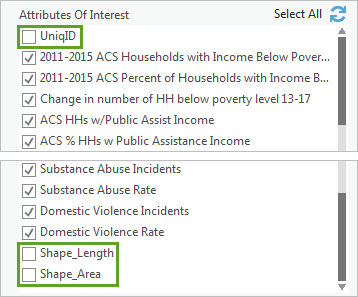 Attributes Of Interest Select All
UniqID
2011-2015 ACS Households with Income Below Pover...
2011-2015 ACS Percent of Households with Income B...
Change in number of HH below poverty level 13-17
ACS HHs w/Public Assist Income
ACS % HHs w Public Assistance Income
Substance Abuse Incidents
Substance Abuse Rate
Domestic Violence Incidents
Domestic Violence Rate
Shape_Length
Shape_Area